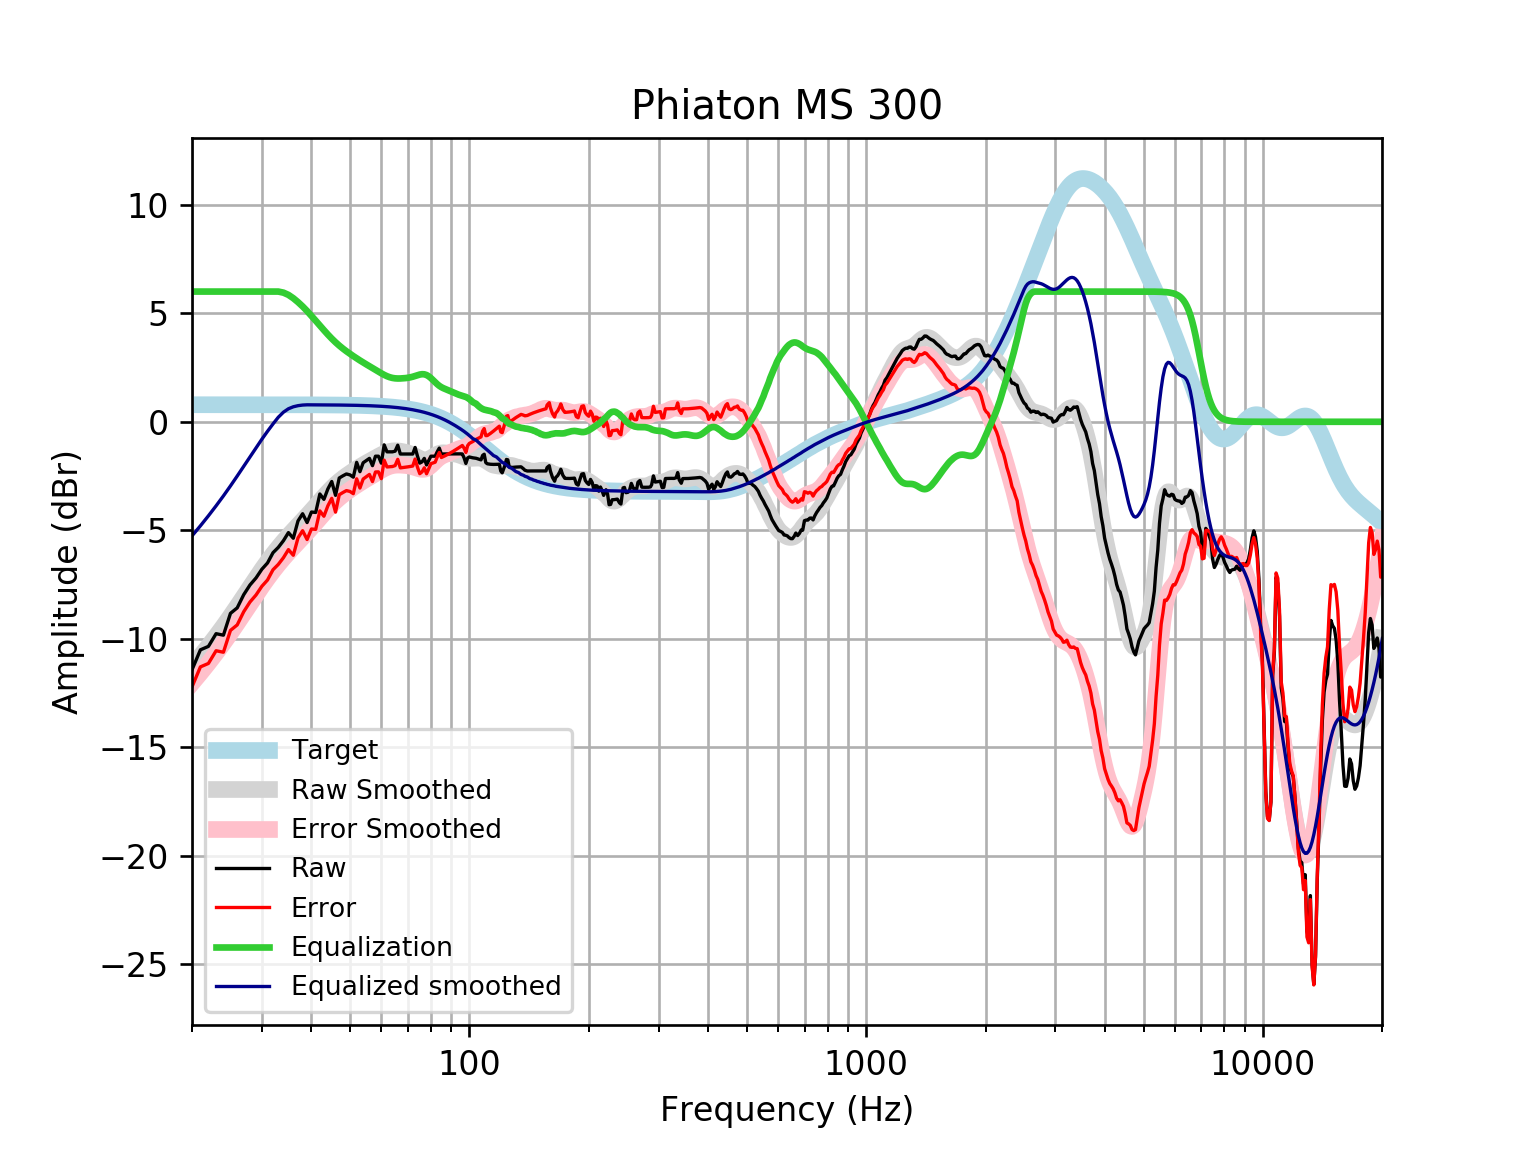 Phiaton MS 300
Amplitude (dBr)
10
5
0
−5
−10
−15
−20
−25
Target
Raw Smoothed
Error Smoothed
Raw
Error
Equalization
Equalized smoothed
100
1000
10000
Frequency (Hz)